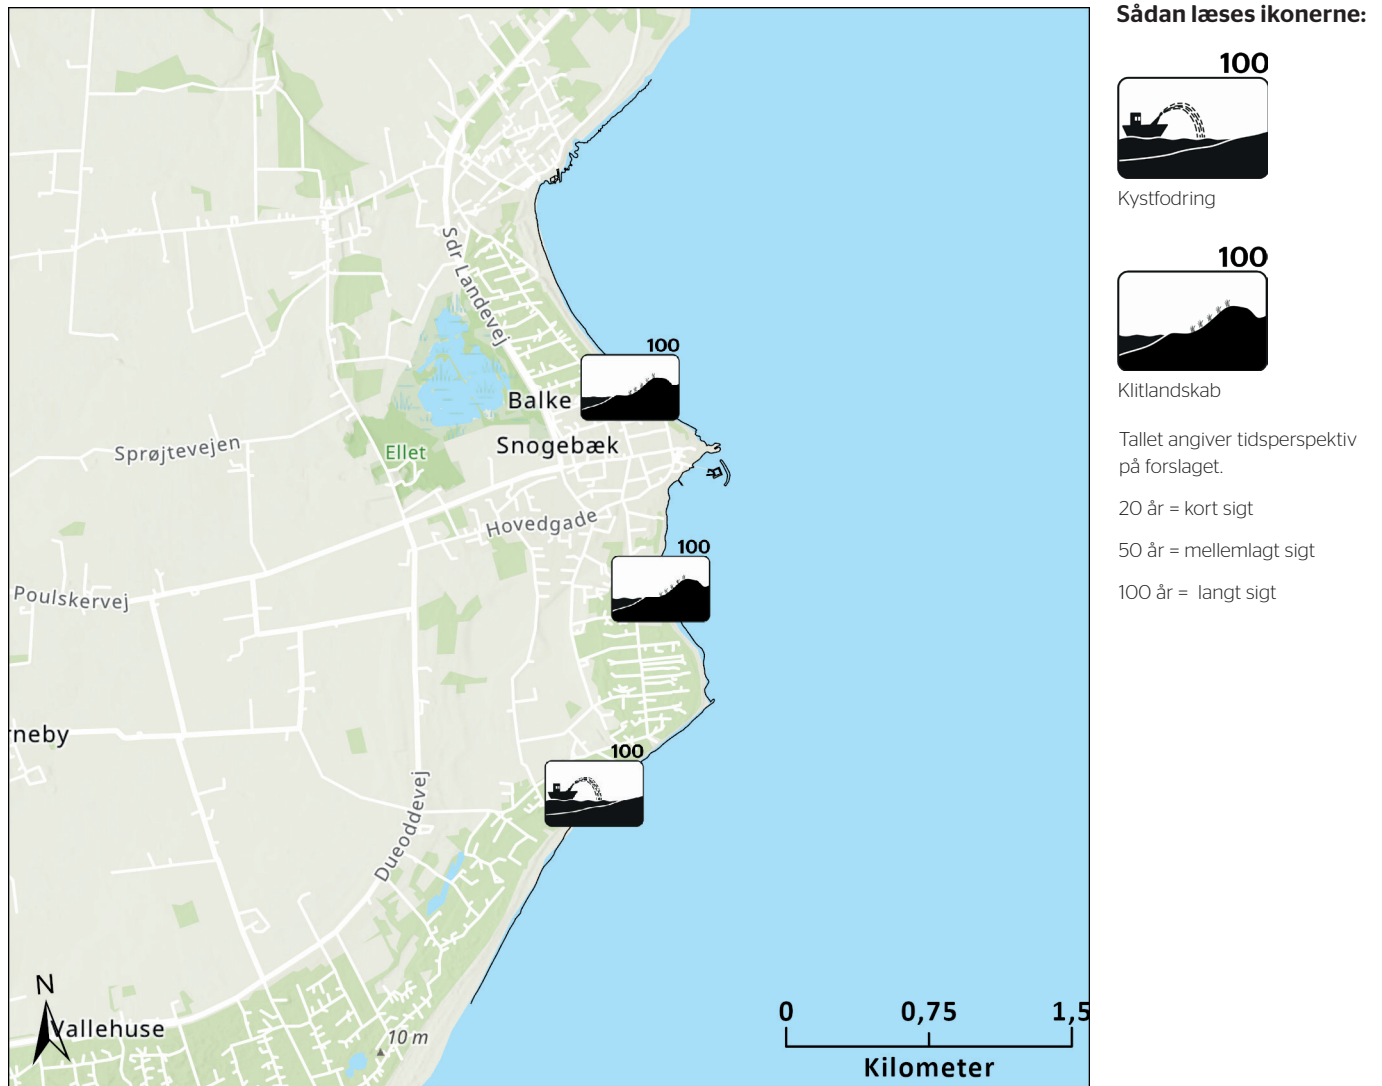 Sådan læses ikonerne:
100
Kystfodring
100
Klitlandskab
Tallet angiver tidsperspektiv
på forslaget.
20 år = kort sigt
50 år = mellemlagt sigt
100 år = langt sigt
Sdr Landevej
100
Balke
Snogebæk
Sprøjtevejen
Ellet
Hovedgade
100
Poulskervej
rneby
100
Dueoddevej
N
Vallehuse
10 m
0 0,75 1,5
Kilometer